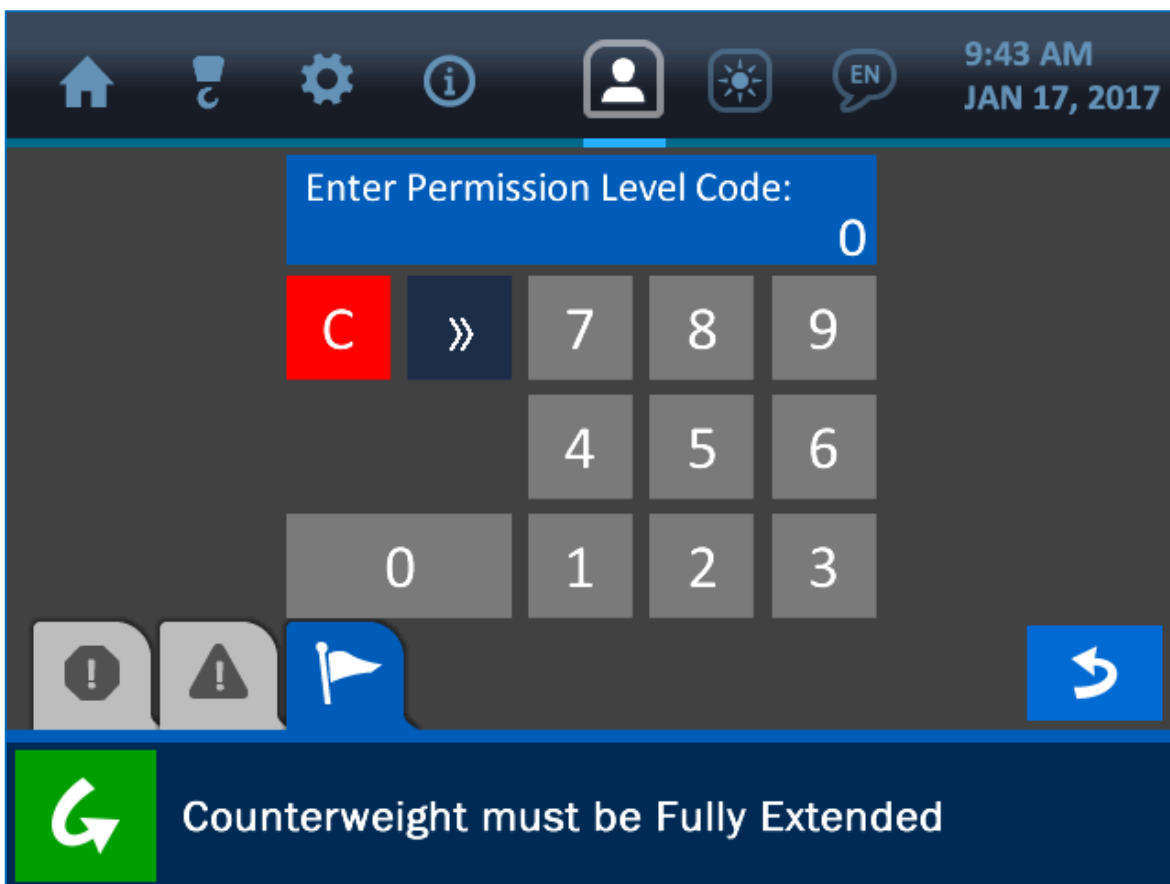 EN
9:43 AM
JAN 17, 2017
Enter Permission Level Code:
0
C » 7 8 9
4 5 6
0 1 2 3
! !
Counterweight must be Fully Extended